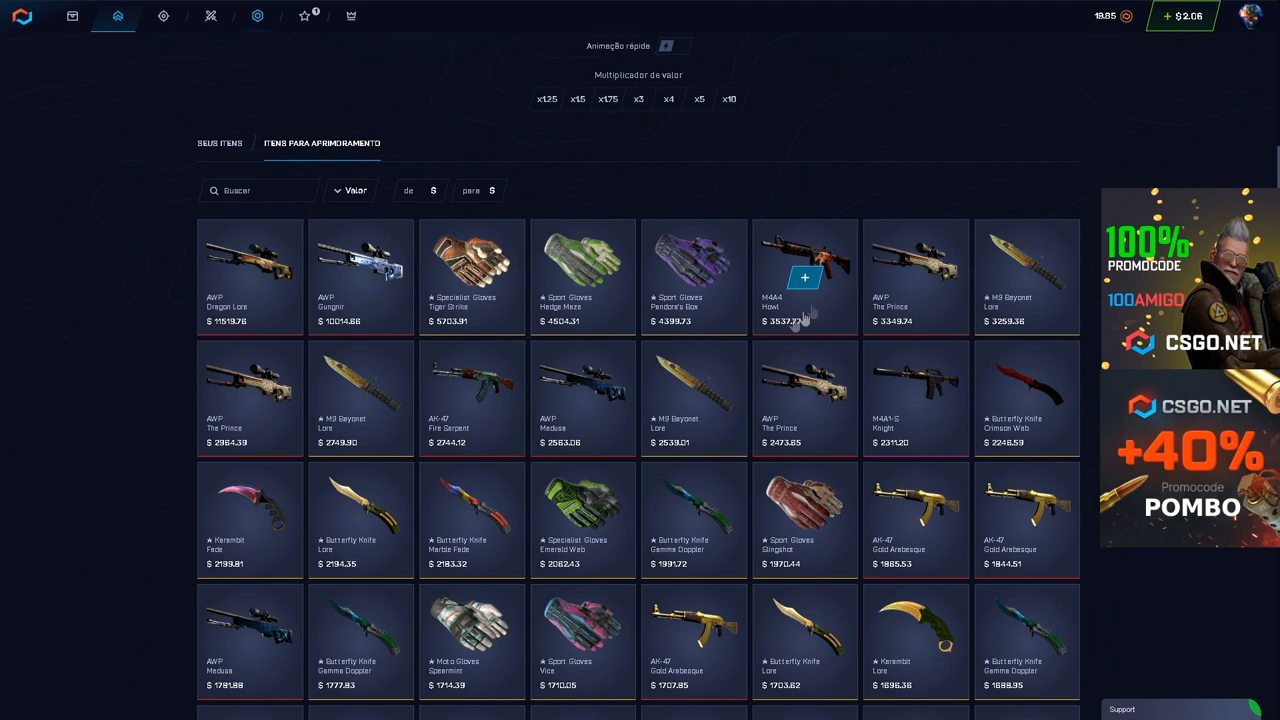 1
19.85
+ $2.06
Animação rápida
Multiplicador de valor
x1.25 x1.5 x1.75 x3 x4 x5 x10
SEUS ITENS
ITENS PARA APRIMORAMENTO
Buscar
Valor
de $
para $
AWP
Dragon Lore
$ 11519.76
AWP
Gungnir
$ 10014.66
★ Specialist Gloves
Tiger Strike
$ 5703.91
★ Sport Gloves
Hedge Maze
$ 4504.31
★ Sport Gloves
Pandora's Box
$ 4399.73
+
M4A4
Howl
AWP
The Prince
$ 3349.74
★ M9 Bayonet
Lore
$ 3259.36
AWP
The Prince
$ 2964.39
★ M9 Bayonet
Lore
$ 2749.90
AK-47
Fire Serpent
$ 2744.12
AWP
Medusa
$ 2563.06
★ M9 Bayonet
Lore
$ 2539.01
AWP
The Prince
$ 2473.65
M4A1-S
Knight
$ 2311.20
★ Butterfly Knife
Crimson Web
$ 2246.59
★ Karambit
Fade
$ 2199.81
★ Butterfly Knife
Lore
$ 2194.35
★ Butterfly Knife
Marble Fade
$ 2183.32
★ Specialist Gloves
Emerald Web
$ 2062.43
★ Butterfly Knife
Gamma Doppler
$ 1991.72
★ Sport Gloves
Slingshot
$ 1970.44
AK-47
Gold Arabesque
$ 1865.53
AK-47
Gold Arabesque
$ 1844.51
AWP
Medusa
$ 1781.88
★ Butterfly Knife
Gamma Doppler
$ 1777.83
★ Moto Gloves
Spearmint
$ 1714.39
★ Sport Gloves
Vice
$ 1710.05
AK-47
Gold Arabesque
$ 1707.85
★ Butterfly Knife
Lore
$ 1703.62
★ Karambit
Lore
$ 1696.36
★ Butterfly Knife
Gamma Doppler
$ 1688.95
100%
PROMOCODE
100AMIGO
CSGO.NET
CSGO.NET
+40%
Promocode
POMBO
Support